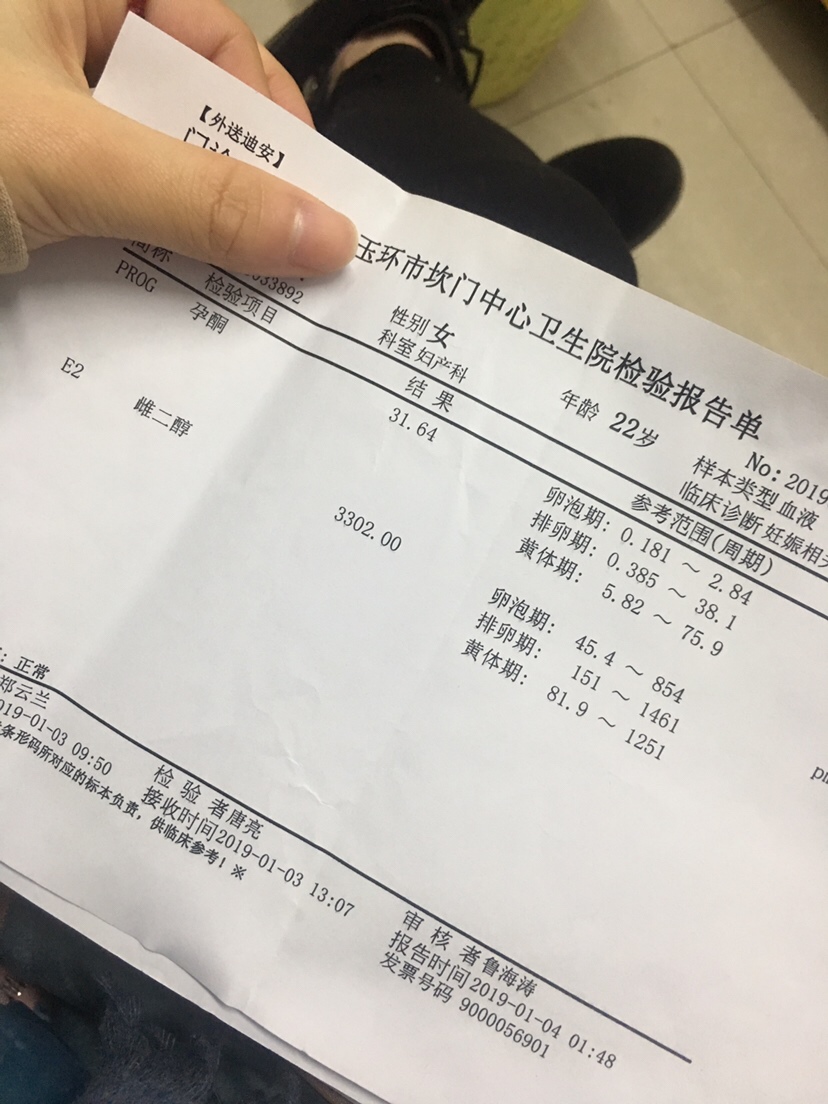 【外送迪安】
玉环市坎门中心卫生院检验报告单
333892 性别 女 年龄 22岁 No: 2019
科室 妇产科 样本类型 血液
临床诊断 妊娠相
简称 检验项目 结果 参考范围(周期)
PROG 孕酮 31.64 卵泡期: 0.181 ～ 2.84
排卵期: 0.385 ～ 38.1
黄体期: 5.82 ～ 75.9
E2 雌二醇 3302.00 卵泡期: 45.4 ～ 854
排卵期: 151 ～ 1461
黄体期: 81.9 ～ 1251
: 正常
郑云兰 检 验 者 唐亮 审 核 者 鲁海涛
019-01-03 09:50 接收时间 2019-01-03 13:07 报告时间 2019-01-04 01:48
条形码所对应的标本负责，供临床参考! ※ 发票号码 9000056901